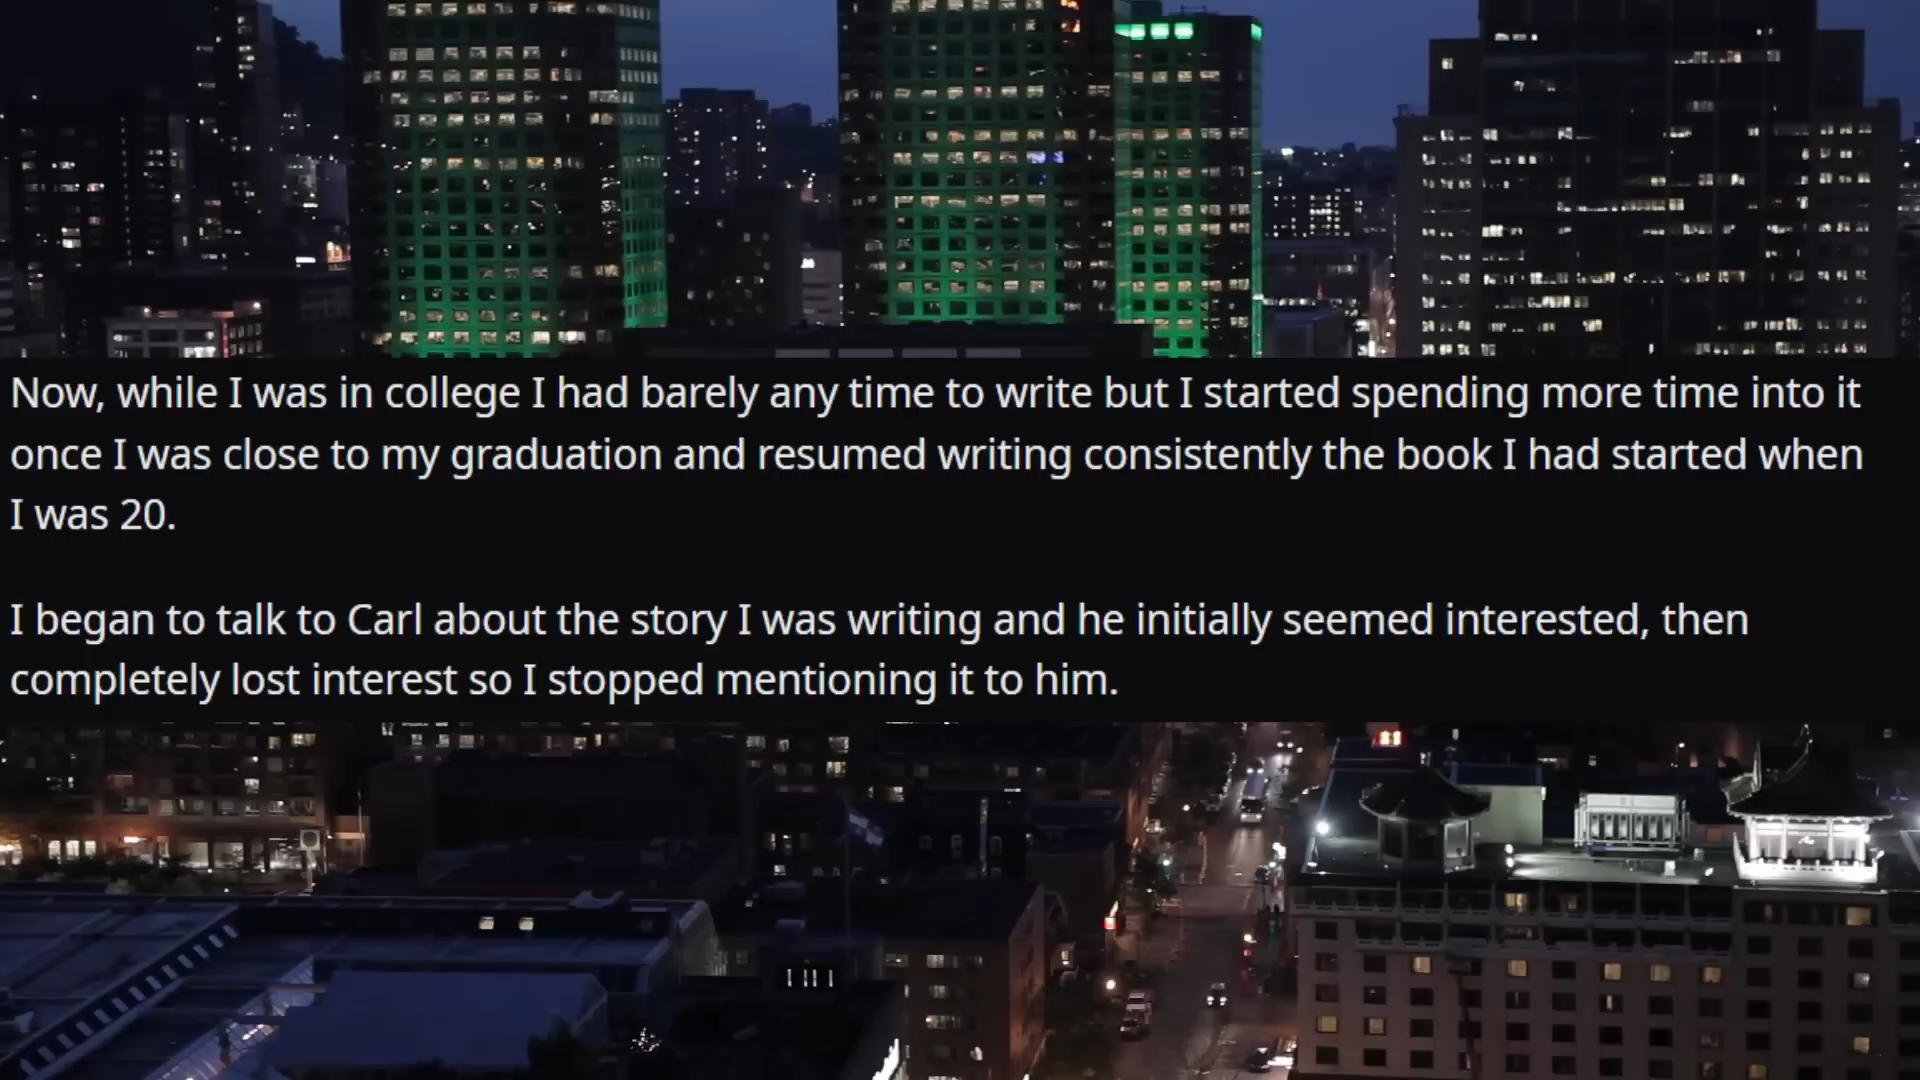 Now, while I was in college I had barely any time to write but I started spending more time into it
once I was close to my graduation and resumed writing consistently the book I had started when
I was 20.
I began to talk to Carl about the story I was writing and he initially seemed interested, then
completely lost interest so I stopped mentioning it to him.